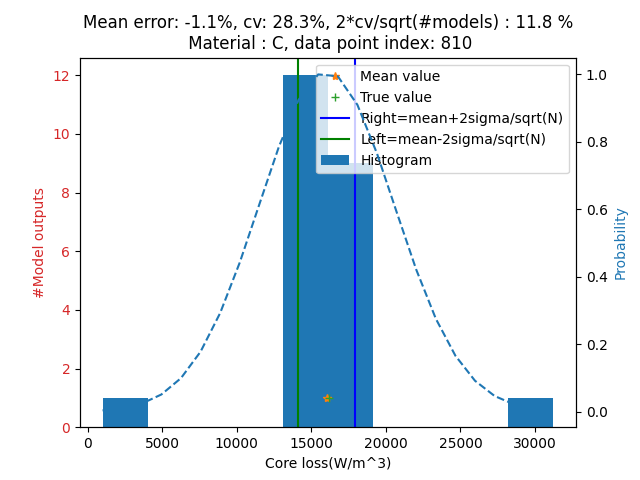 Mean error: -1.1%, cv: 28.3%, 2*cv/sqrt(#models) : 11.8 %
Material : C, data point index: 810
Mean value
True value
Right=mean+2sigma/sqrt(N)
Left=mean-2sigma/sqrt(N)
Histogram
#Model outputs
12
10
8
6
4
2
0
Probability
1.0
0.8
0.6
0.4
0.2
0.0
0 5000 10000 15000 20000 25000 30000
Core loss(W/m^3)